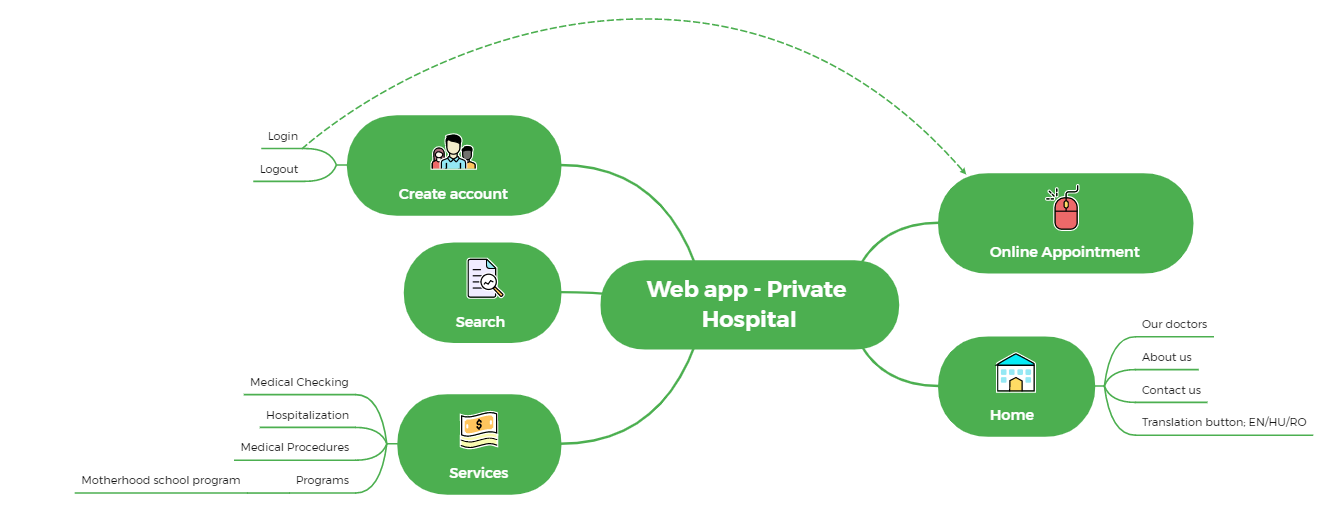 Login
Logout
Create account
Online Appointment
Web app - Private
Hospital
Search
Our doctors
About us
Contact us
Translation button; EN/HU/RO
Home
Medical Checking
Hospitalization
Medical Procedures
Motherhood school program
Programs
$
Services